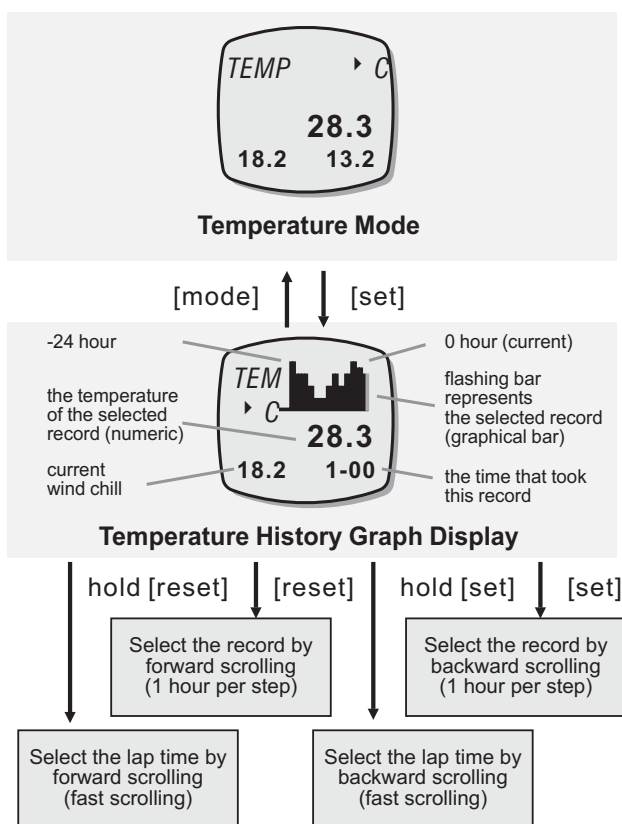 TEMP C
28.3
18.2 13.2
Temperature Mode
[mode] [set]
-24 hour
the temperature
of the selected
record (numeric)
current
wind chill
TEM
C
28.3
18.2 1-00
0 hour (current)
flashing bar
represents
the selected record
(graphical bar)
the time that took
this record
Temperature History Graph Display
hold [reset] [reset] hold [set] [set]
Select the record by
forward scrolling
(1 hour per step)
Select the record by
backward scrolling
(1 hour per step)
Select the lap time by
forward scrolling
(fast scrolling)
Select the lap time by
backward scrolling
(fast scrolling)